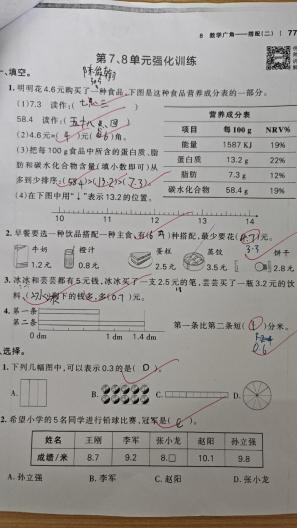 8 数学广角——搭配(二) 77
第7、8单元强化训练
一、填空。
1. 明明花4.6元购买了一种食品,下图是这种食品营养成分表的一部分。
(1)7.3 读作:(七点三)
58.4 读作:(五十八点四)
(2)4.6元=(4)元(6)角。
(3)把每100g食品中所含的蛋白质、脂
肪和碳水化合物含量(填小数即可)从
多到少排序:(58.4)>(13.2)>(7.3)。
(4)在下图中用“↓”表示13.2的位置。
营养成分表
项目 每100 g NRV%
能量 1587 KJ 19%
蛋白质 13.2 g 22%
脂肪 7.3 g 12%
碳水化合物 58.4 g 19%
10 11 12 13 14
2. 早餐要选一种饮品搭配一种主食,有(6)种搭配,最少要花()元。
3.3
牛奶 橙汁 蛋糕 蒸饺 饼干
1.2元 0.8元 2.5元 3.5元 2.8元
3. 冰冰和芸芸都有5元钱,冰冰买了一支2.5元的笔,芸芸买了一瓶3.2元的饮
料,()剩下的钱多,多(0.7)元。
4. 第一条
第二条
0 dm 1 dm 1.4 dm
第一条比第二条短()分米。
二、选择。
1. 下列几幅图中,可以表示0.3的是( D )。
A. B. C. D.
2. 希望小学的5名同学进行铅球比赛,冠军是( C )。
姓名 王刚 李军 张小龙 赵阳 孙立强
成绩/米 8.7 9.2 8.□ 10.1 9.8
A. 孙立强 B. 李军 C. 赵阳 D. 张小龙